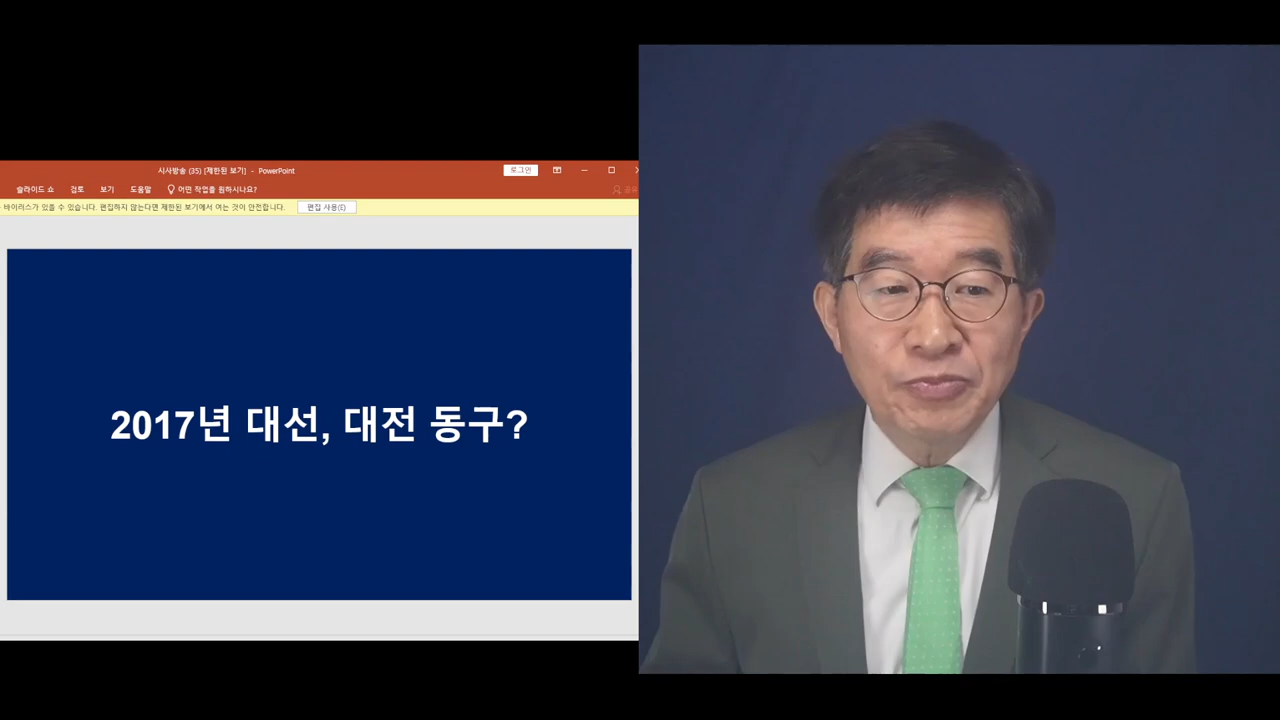 시사방송 (35) [제한된 보기] - PowerPoint
로그인
슬라이드 쇼 검토 보기 도움말 어떤 작업을 원하시나요? 공유
바이러스가 있을 수 있습니다. 편집하지 않는다면 제한된 보기에서 여는 것이 안전합니다. 편집 사용(E)
2017년 대선, 대전 동구?